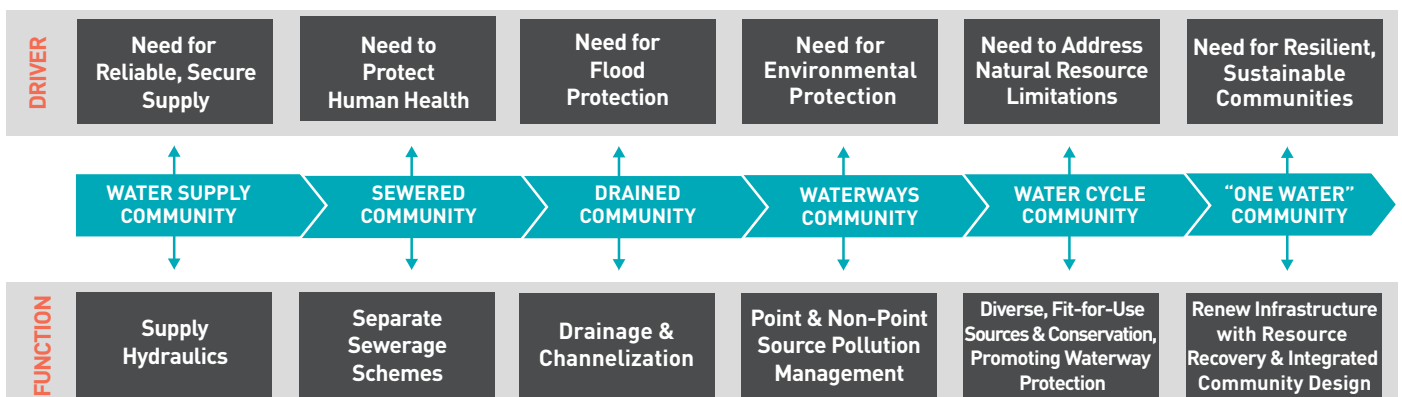 DRIVER
Need for
Reliable, Secure
Supply
Need to
Protect
Human Health
Need for
Flood
Protection
Need for
Environmental
Protection
Need to Address
Natural Resource
Limitations
Need for Resilient,
Sustainable
Communities
WATER SUPPLY
COMMUNITY
SEWERED
COMMUNITY
DRAINED
COMMUNITY
WATERWAYS
COMMUNITY
WATER CYCLE
COMMUNITY
“ONE WATER”
COMMUNITY
FUNCTION
Supply
Hydraulics
Separate
Sewerage
Schemes
Drainage &
Channelization
Point & Non-Point
Source Pollution
Management
Diverse, Fit-for-Use
Sources & Conservation,
Promoting Waterway
Protection
Renew Infrastructure
with Resource
Recovery & Integrated
Community Design